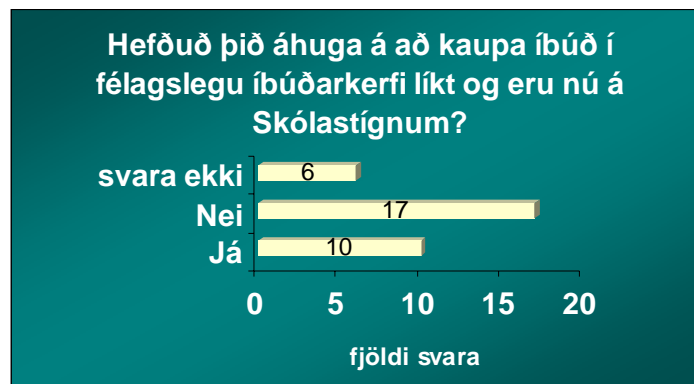 Hefðuð þið áhuga á að kaupa íbúð í
félagslegu íbúðarkerfi líkt og eru nú á
Skólastígnum?
svara ekki 6
Nei 17
Já 10
0 5 10 15 20
fjöldi svara